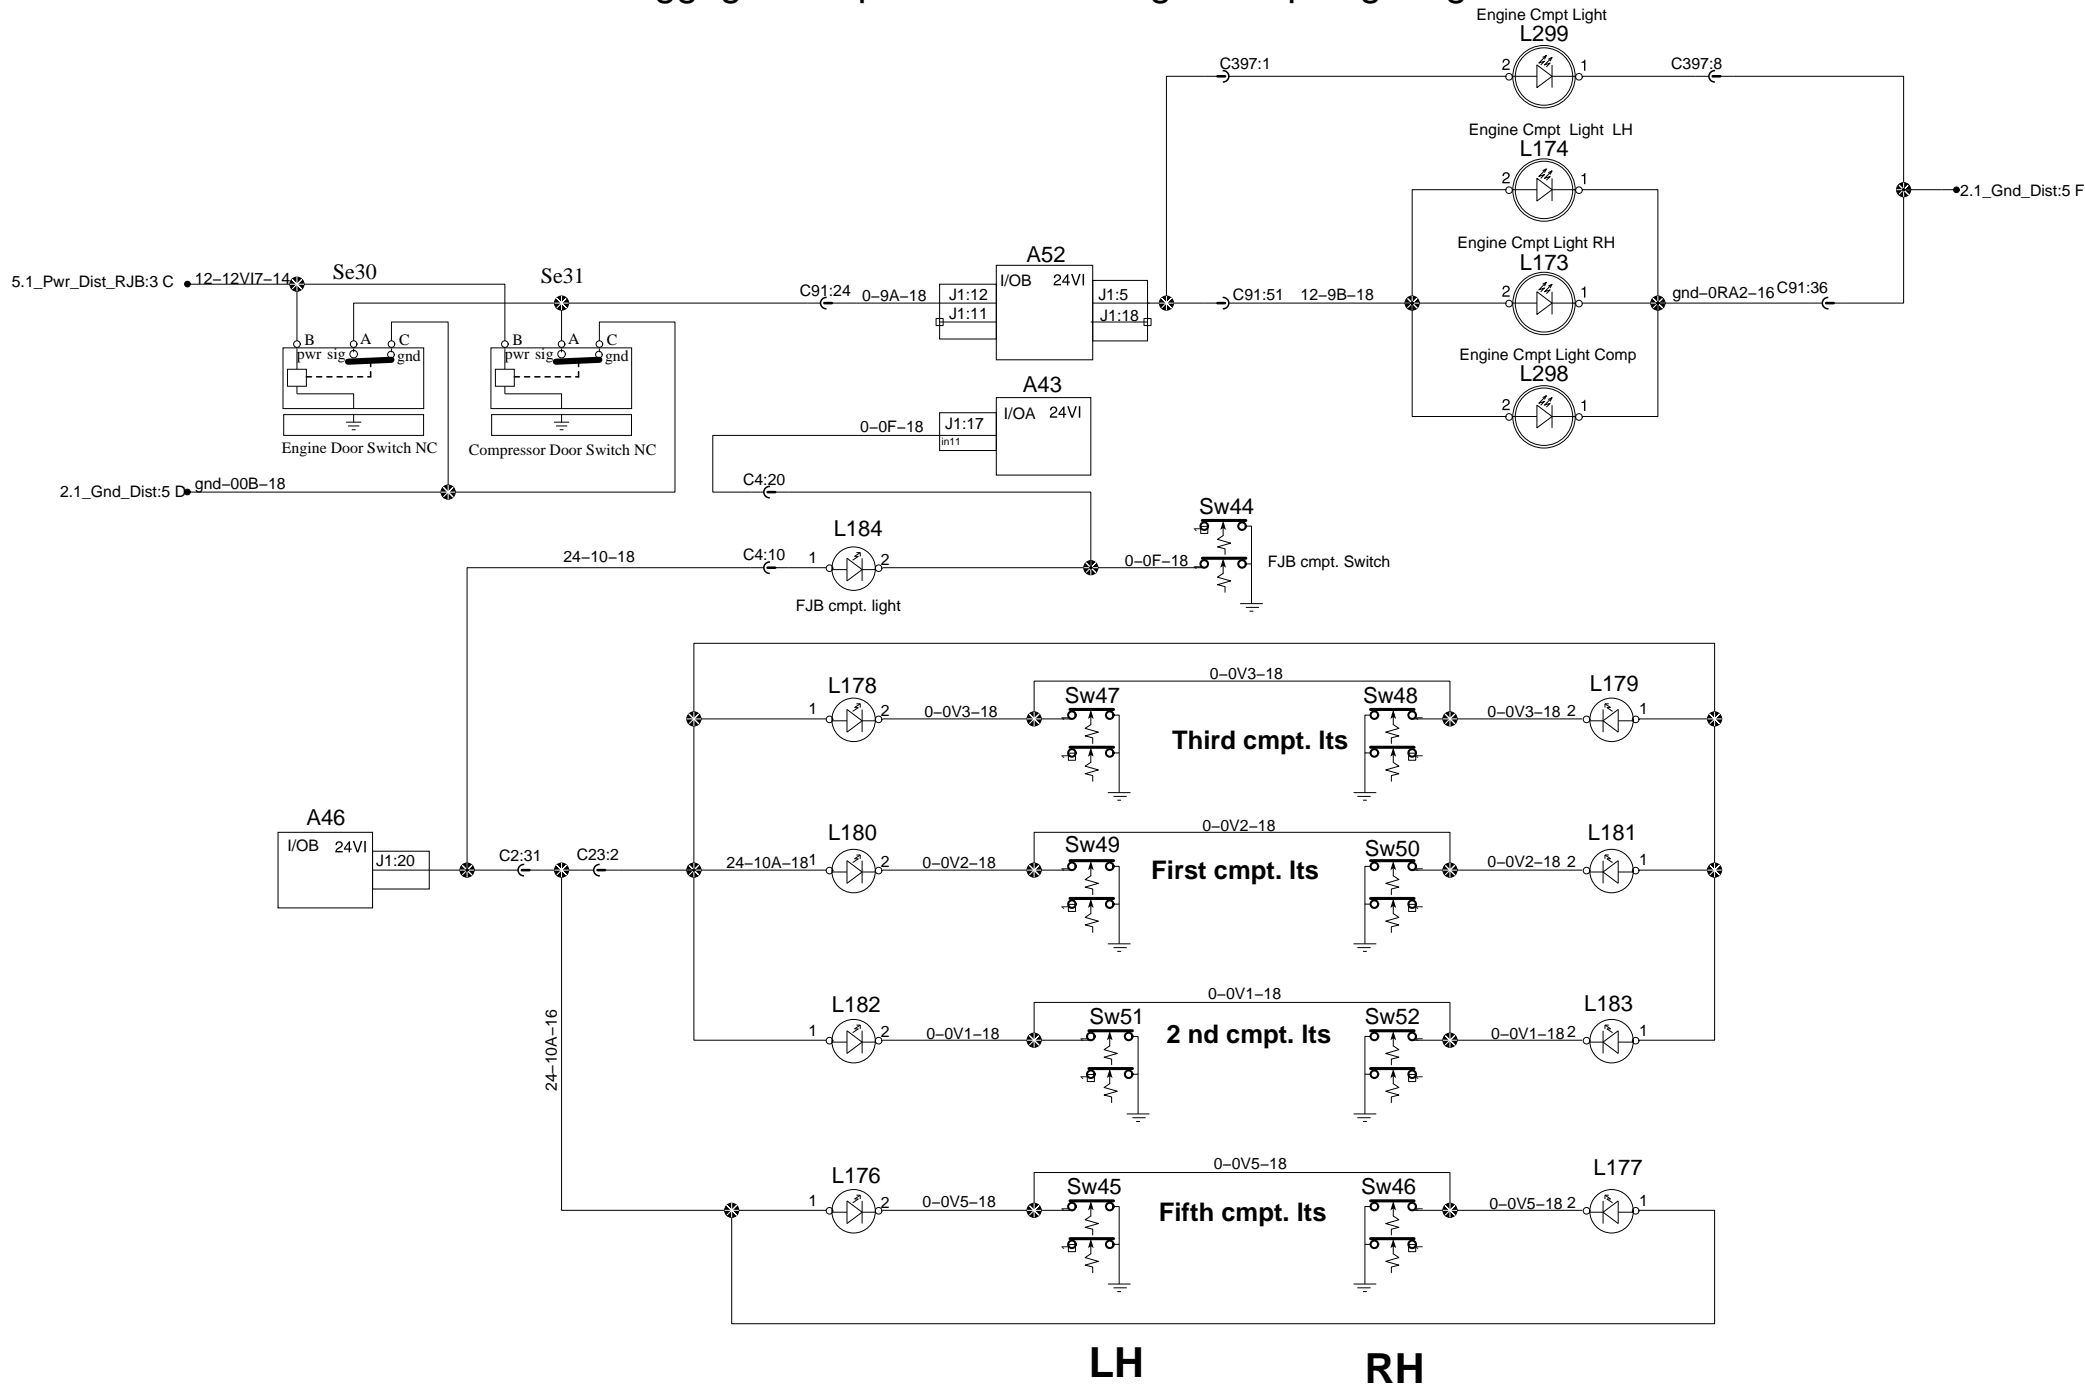 Engine Cmpt Light
L299
C397:1
2
1
C397:8
Engine Cmpt Light LH
L174
2
1
2.1_Gnd_Dist:5 F
Engine Cmpt Light RH
L173
2
1
gnd-0RA2-16
C91:36
Engine Cmpt Light Comp
L298
2
1
A52
I/OB
24VI
J1:12
J1:11
J1:5
J1:18
C91:51
12-9B-18
5.1_Pwr_Dist_RJB:3 C
12-12VI7-14
Se30
Se31
C91:24
0-9A-18
B
A
C
pwr
sig
gnd
B
A
C
pwr
sig
gnd
Engine Door Switch NC
Compressor Door Switch NC
2.1_Gnd_Dist:5 D
gnd-00B-18
A43
I/OA
24VI
J1:17
in11
0-0F-18
C4:20
L184
24-10-18
C4:10
1
2
FJB cmpt. light
0-0F-18
Sw44
FJB cmpt. Switch
0-0V3-18
L178
1
2
0-0V3-18
Sw47
Third cmpt. lts
Sw48
0-0V3-18
2
L179
1
A46
I/OB
24VI
J1:20
C2:31
C23:2
0-0V2-18
24-10A-18
L180
1
2
0-0V2-18
Sw49
First cmpt. lts
Sw50
0-0V2-18
2
L181
1
0-0V1-18
L182
1
2
0-0V1-18
Sw51
2 nd cmpt. lts
Sw52
0-0V1-18
2
L183
1
24-10A-16
0-0V5-18
L176
1
2
0-0V5-18
Sw45
Fifth cmpt. lts
Sw46
0-0V5-18
2
L177
1
LH
RH